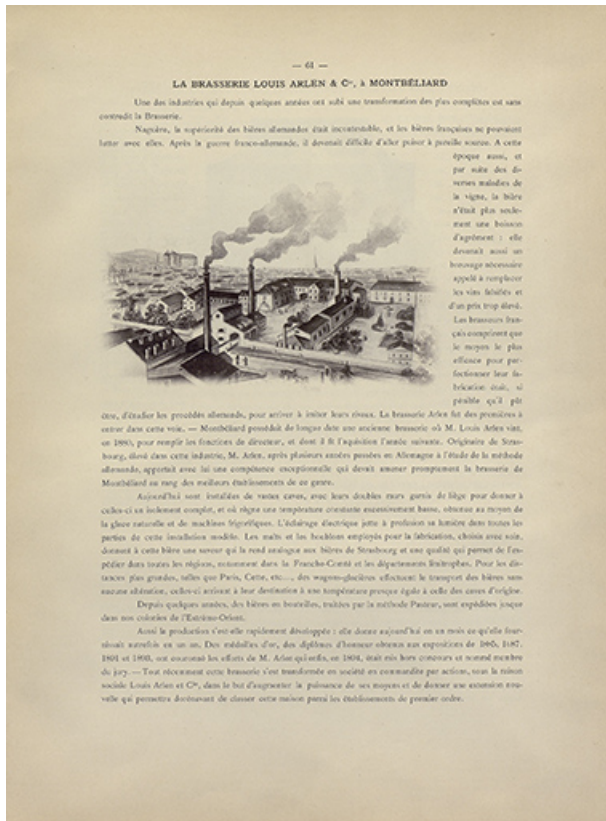 — 61 —
LA BRASSERIE LOUIS ARLEN & Cie, à MONTBÉLIARD
Une des industries qui depuis quelques années ont subi une transformation des plus complètes est sans
contredit la Brasserie.
Naguère, la supériorité des bières allemandes était incontestable, et les bières françaises ne pouvaient
lutter avec elles. Après la guerre franco-allemande, il devenait difficile d'aller puiser à pareille source. A cette
époque aussi, et
par suite des di-
verses maladies de
la vigne, la bière
n'était plus seule-
ment une boisson
d'agrément : elle
devenait aussi un
breuvage nécessaire
appelé à remplacer
les vins falsifiés et
d'un prix trop élevé.
Les brasseurs fran-
çais comprirent que
le moyen le plus
efficace pour per-
fectionner leur fa-
brication était, si
pénible qu'il pût
être, d'étudier les procédés allemands, pour arriver à imiter leurs rivaux. La brasserie Arlen fut des premières à
entrer dans cette voie. — Montbéliard possédait de longue date une ancienne brasserie où M. Louis Arlen vint,
en 1880, pour remplir les fonctions de directeur, et dont il fit l'aquisition l'année suivante. Originaire de Stras-
bourg, élevé dans cette industrie, M. Arlen, après plusieurs années passées en Allemagne à l'étude de la méthode
allemande, apportait avec lui une compétence exceptionnelle qui devait amener promptement la brasserie de
Montbéliard au rang des meilleurs établissements de ce genre.
Aujourd'hui sont installées de vastes caves, avec leurs doubles murs garnis de liège pour donner à
celles-ci un isolement complet, et où règne une température constante excessivement basse, obtenue au moyen de
la glace naturelle et de machines frigorifiques. L'éclairage électrique jette à profusion sa lumière dans toutes les
parties de cette installation modèle. Les malts et les houblons employés pour la fabrication, choisis avec soin,
donnent à cette bière une saveur qui la rend analogue aux bières de Strasbourg et une qualité qui permet de l'ex-
pédier dans toutes les régions, notamment dans la Franche-Comté et les départements limitrophes. Pour les dis-
tances plus grandes, telles que Paris, Cette, etc..., des wagons-glacières effectuent le transport des bières sans
aucune altération, celles-ci arrivant à leur destination à une température presque égale à celle des caves d'origine.
Depuis quelques années, des bières en bouteilles, traitées par la méthode Pasteur, sont expédiées jusque
dans nos colonies de l'Extrême-Orient.
Aussi la production s'est-elle rapidement développée : elle donne aujourd'hui en un mois ce qu'elle four-
nissait autrefois en un an. Des médailles d'or, des diplômes d'honneur obtenus aux expositions de
1891 et 1893, ont couronné les efforts de M. Arlen qui enfin, en 1894, était mis hors concours et nommé membre
du jury. — Tout récemment cette brasserie s'est transformée en société en commandite par actions, sous la raison
sociale Louis Arlen et Cie, dans le but d'augmenter la puissance de ses moyens et de donner une extension nou-
velle qui permettra dorénavant de classer cette maison parmi les établissements de premier ordre.